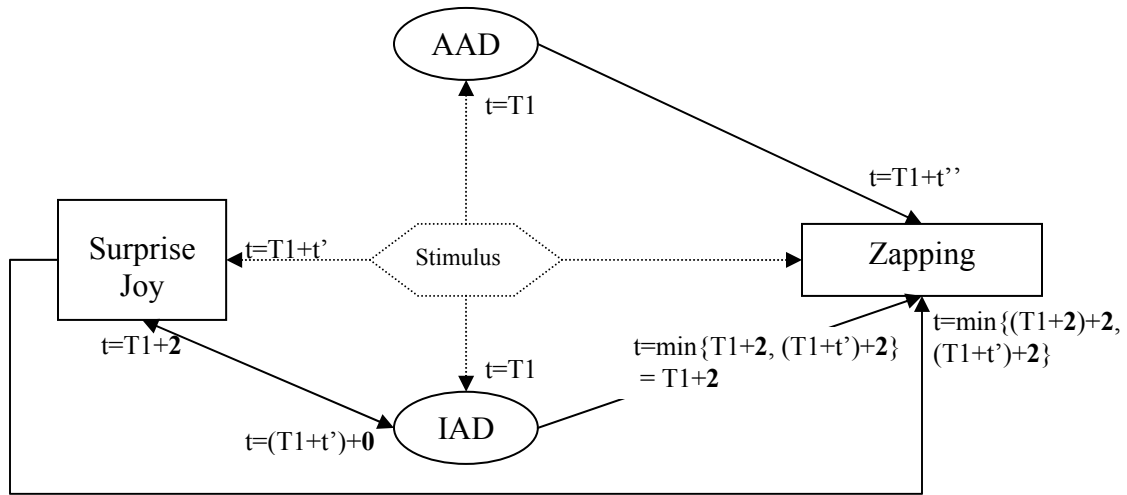 AAD
t=T1
t=T1+t’’
Surprise
Joy
t=T1+t’
Stimulus
Zapping
t=T1+2
t=min{T1+2, (T1+t’)+2}
= T1+2
t=min{(T1+2)+2,
(T1+t’)+2}
t=T1
IAD
t=(T1+t’)+0